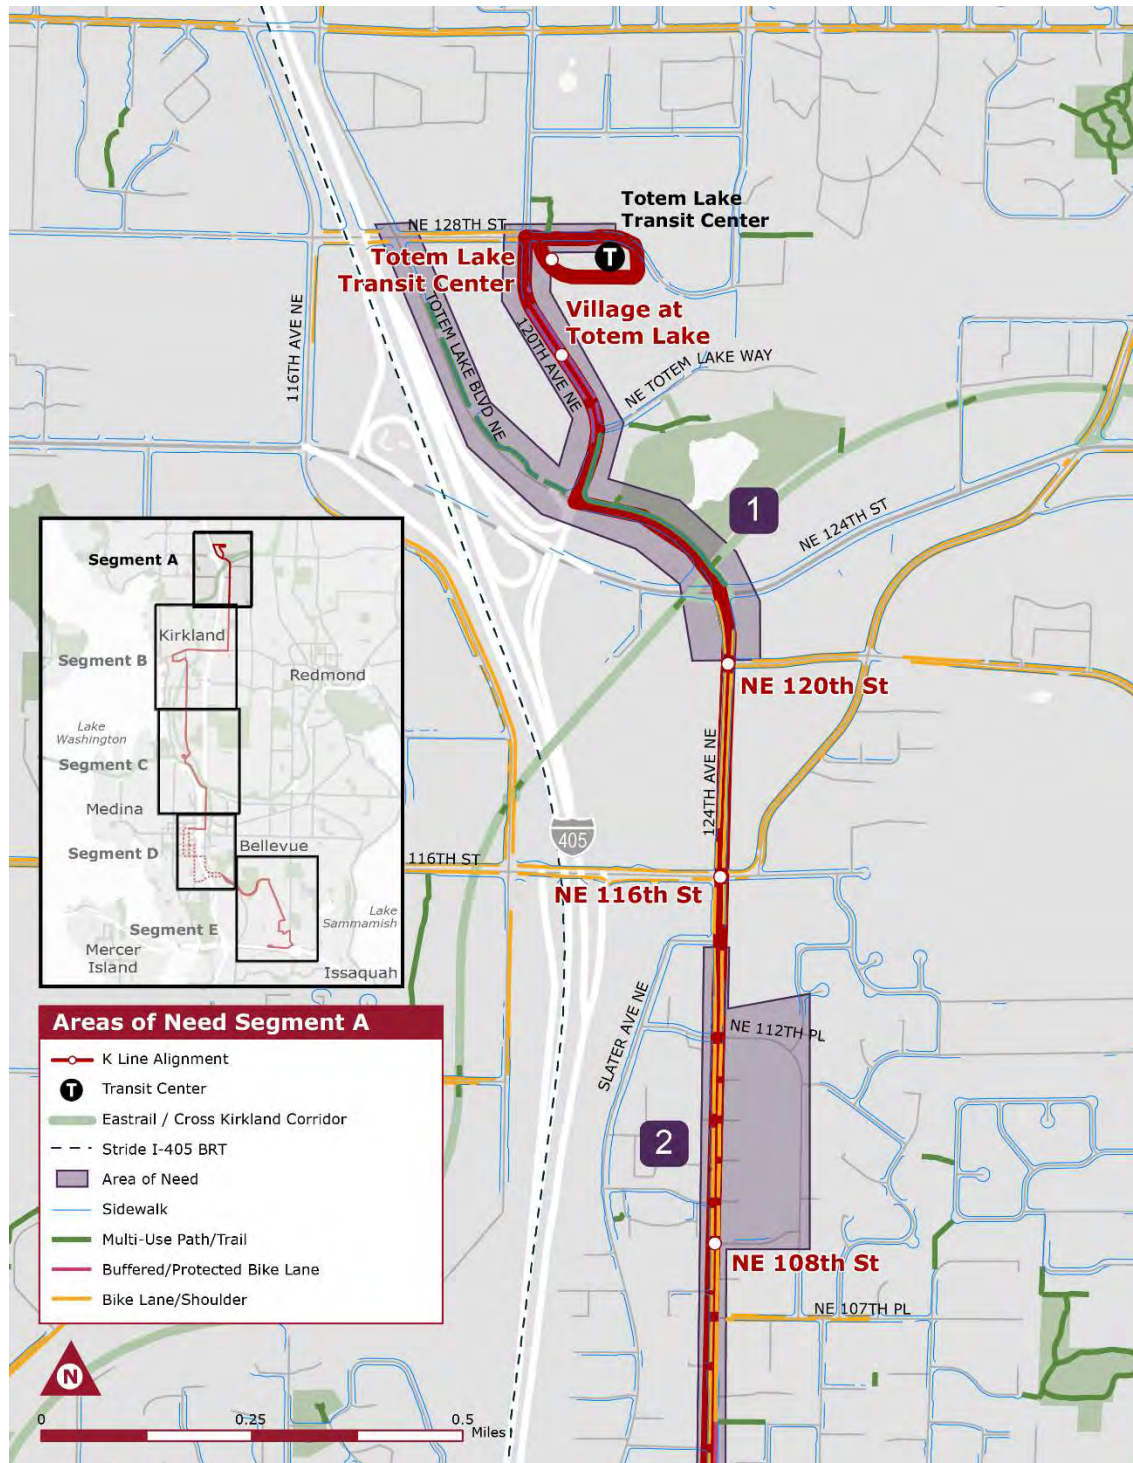 Totem Lake
Transit Center
NE 128TH ST
T
Totem Lake
Transit Center
Village at
Totem Lake
116TH AVE NE
TOTEM LAKE BLVD NE
120TH AVE NE
NE TOTEM LAKE WAY
1
NE 124TH ST
NE 120th St
124TH AVE NE
405
116TH ST
NE 116th St
SLATER AVE NE
NE 112TH PL
2
NE 108th St
NE 107TH PL
Segment A
Kirkland
Segment B
Redmond
Lake
Washington
Segment C
Medina
Segment D
Bellevue
Segment E
Lake
Sammamish
Mercer
Island
Issaquah
Areas of Need Segment A
K Line Alignment
T
Transit Center
Eastrail / Cross Kirkland Corridor
Stride I-405 BRT
Area of Need
Sidewalk
Multi-Use Path/Trail
Buffered/Protected Bike Lane
Bike Lane/Shoulder
N
0 0.25 0.5
Miles